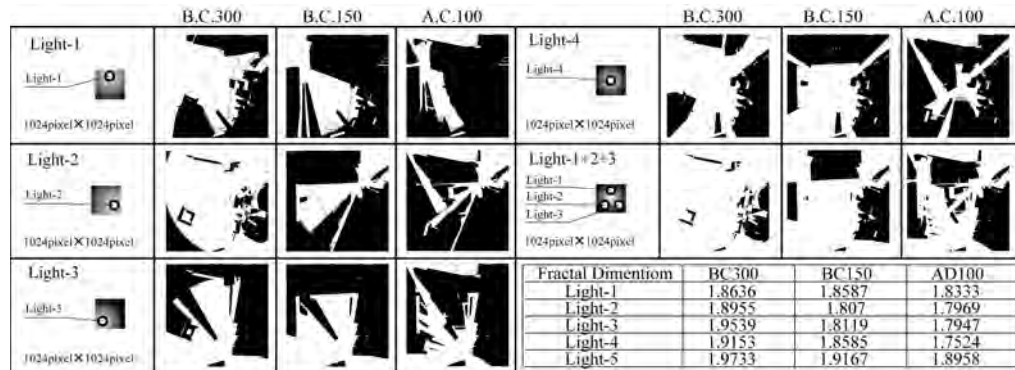 B.C.300 B.C.150 A.C.100 B.C.300 B.C.150 A.C.100
Light-1
Light-1
1024pixel×1024pixel
Light-4
Light-4
1024pixel×1024pixel
Light-2
Light-2
1024pixel×1024pixel
Light-1+2+3
Light-1
Light-2
Light-3
1024pixel×1024pixel
Light-3
Light-3
1024pixel×1024pixel
Fractal Dimentiom BC300 BC150 AD100
Light-1 1.8636 1.8587 1.8333
Light-2 1.8955 1.807 1.7969
Light-3 1.9539 1.8119 1.7947
Light-4 1.9153 1.8585 1.7524
Light-5 1.9733 1.9167 1.8958